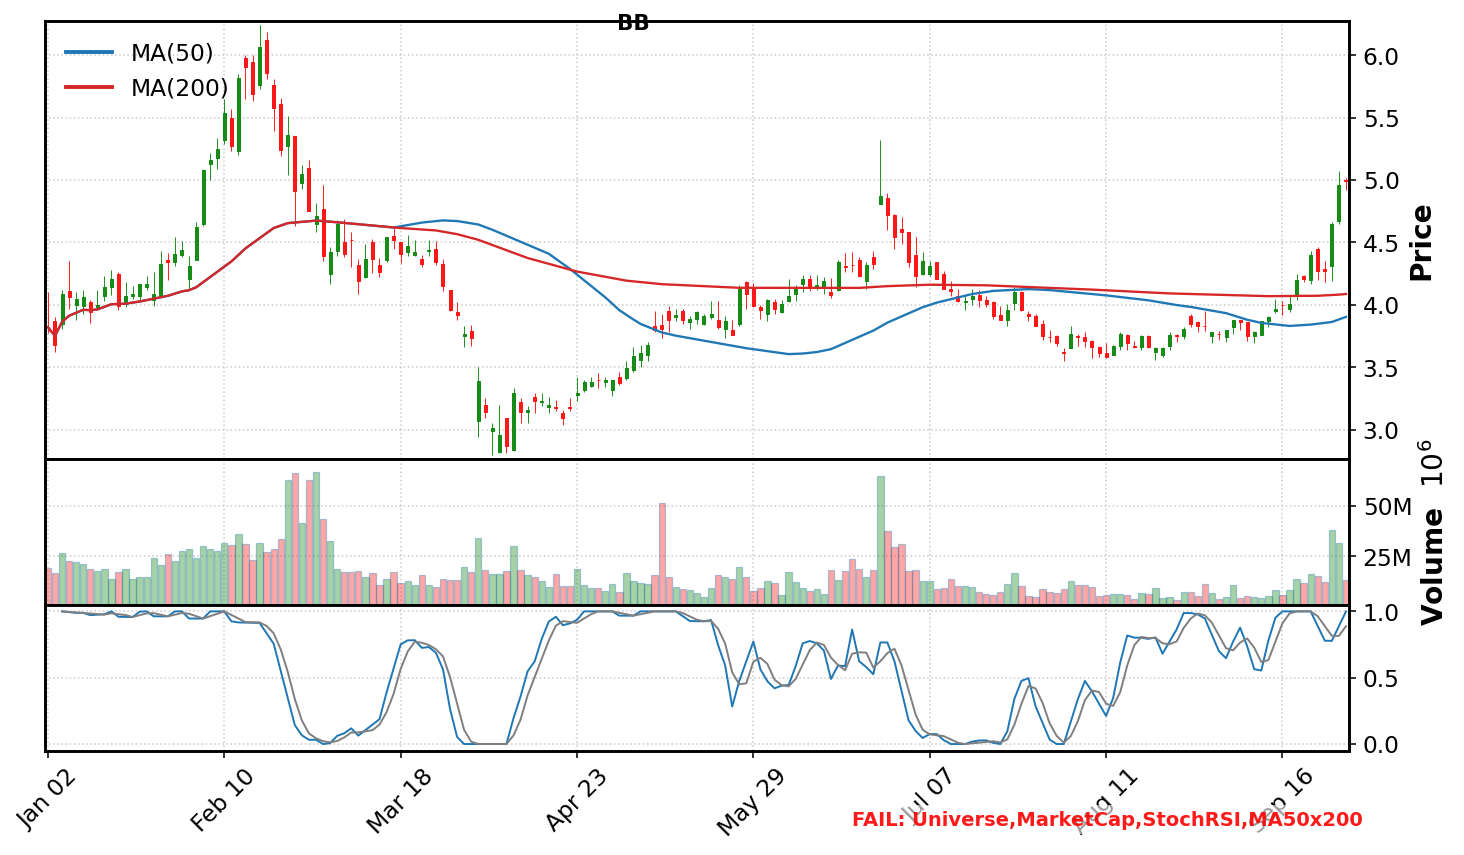 BB
MA(50)
MA(200)
6.0
5.5
5.0
4.5
4.0
3.5
3.0
Price
10⁶
50M
25M
Volume
1.0
0.5
0.0
Jan 02
Feb 10
Mar 18
Apr 23
May 29
Jul 07
Aug 11
Sep 16
FAIL: Universe,MarketCap,StochRSI,MA50x200